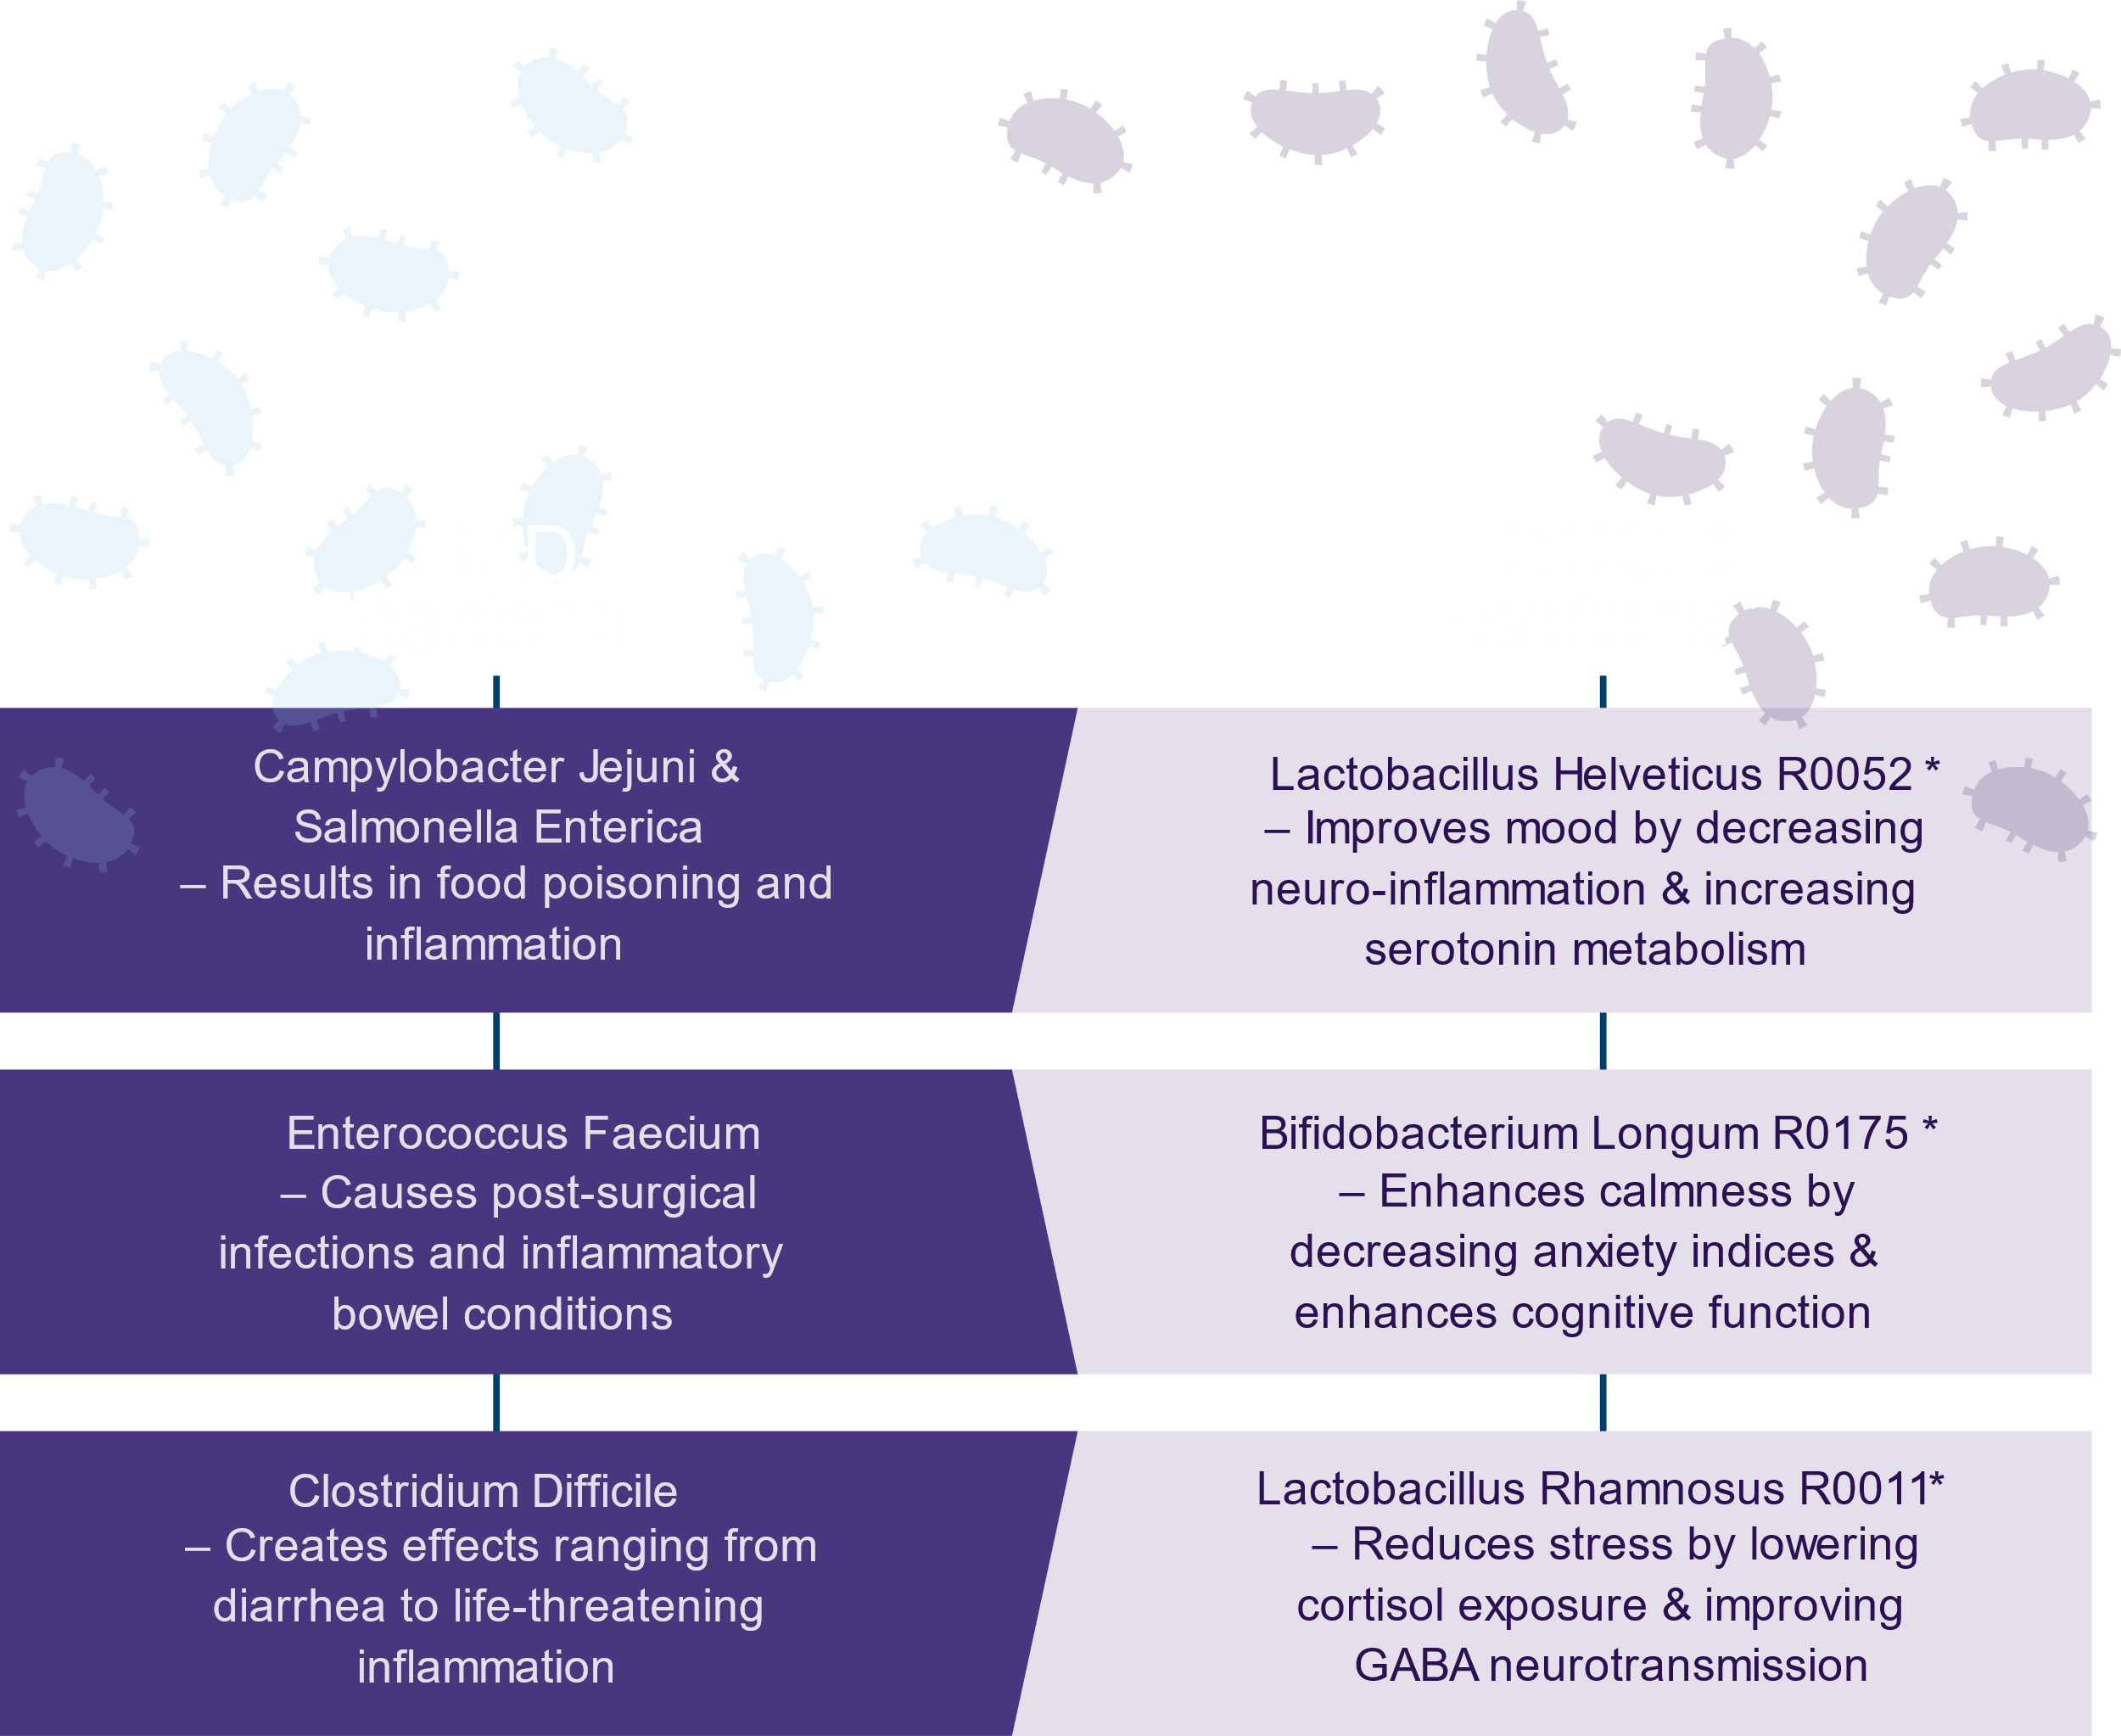 D
Campylobacter Jejuni &
Salmonella Enterica
– Results in food poisoning and
inflammation
Lactobacillus Helveticus R0052 *
– Improves mood by decreasing
neuro-inflammation & increasing
serotonin metabolism
Enterococcus Faecium
– Causes post-surgical
infections and inflammatory
bowel conditions
Bifidobacterium Longum R0175 *
– Enhances calmness by
decreasing anxiety indices &
enhances cognitive function
Clostridium Difficile
– Creates effects ranging from
diarrhea to life-threatening
inflammation
Lactobacillus Rhamnosus R0011*
– Reduces stress by lowering
cortisol exposure & improving
GABA neurotransmission